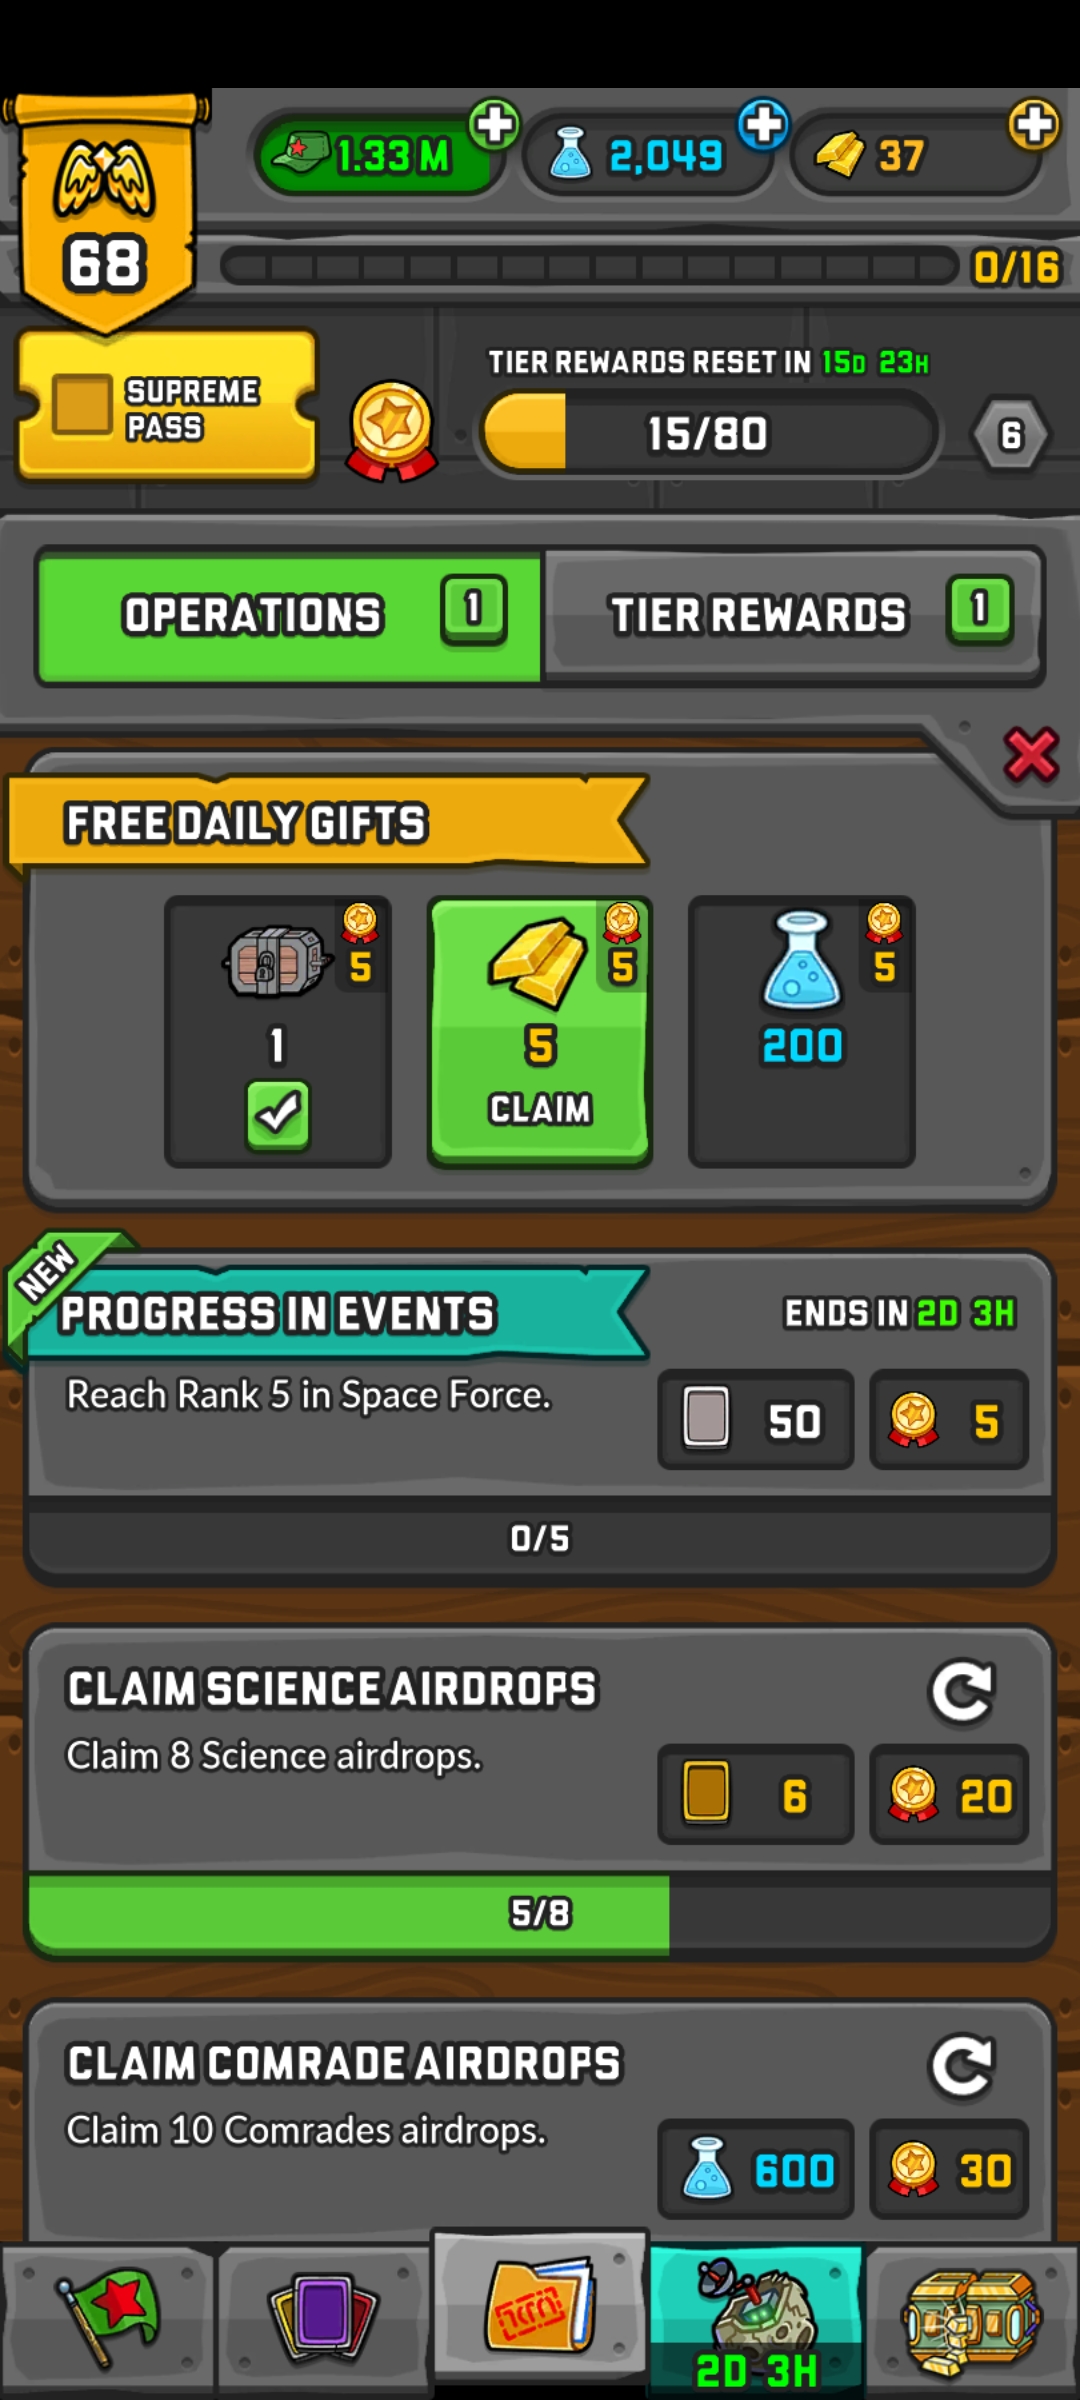 68
1.33 M
2,049
37
0/16
SUPREME
PASS
TIER REWARDS RESET IN 15D 23H
15/80
6
OPERATIONS
1
TIER REWARDS
1
FREE DAILY GIFTS
5
1
5
5
CLAIM
5
200
NEW
PROGRESS IN EVENTS
ENDS IN 2D 3H
Reach Rank 5 in Space Force.
50
5
0/5
CLAIM SCIENCE AIRDROPS
Claim 8 Science airdrops.
6
20
5/8
CLAIM COMRADE AIRDROPS
Claim 10 Comrades airdrops.
600
30
2D 3H